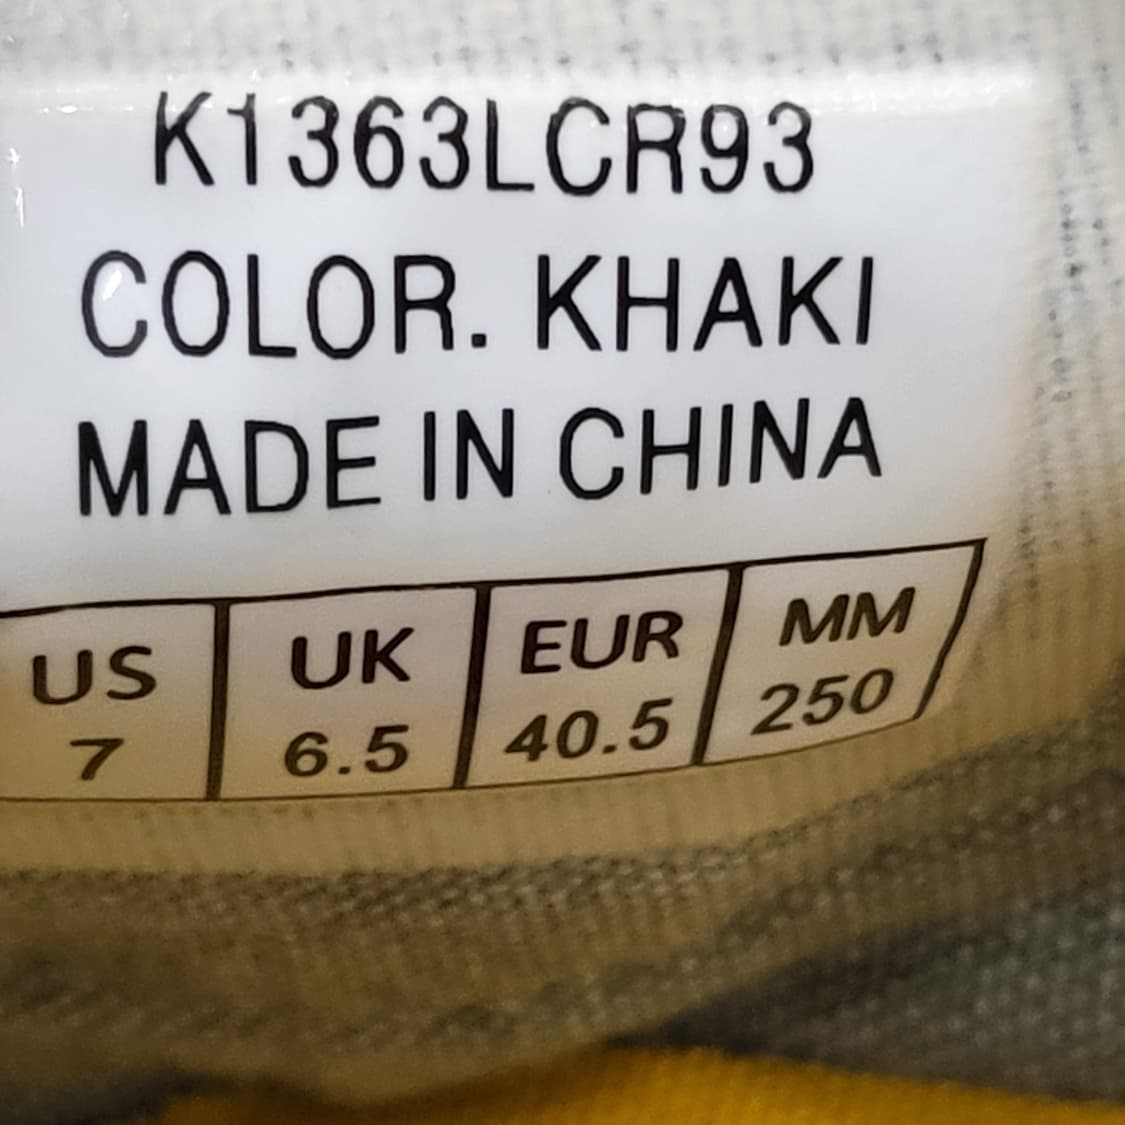 K1363LCR93
COLOR. KHAKI
MADE IN CHINA
US UK EUR MM
7 6.5 40.5 250